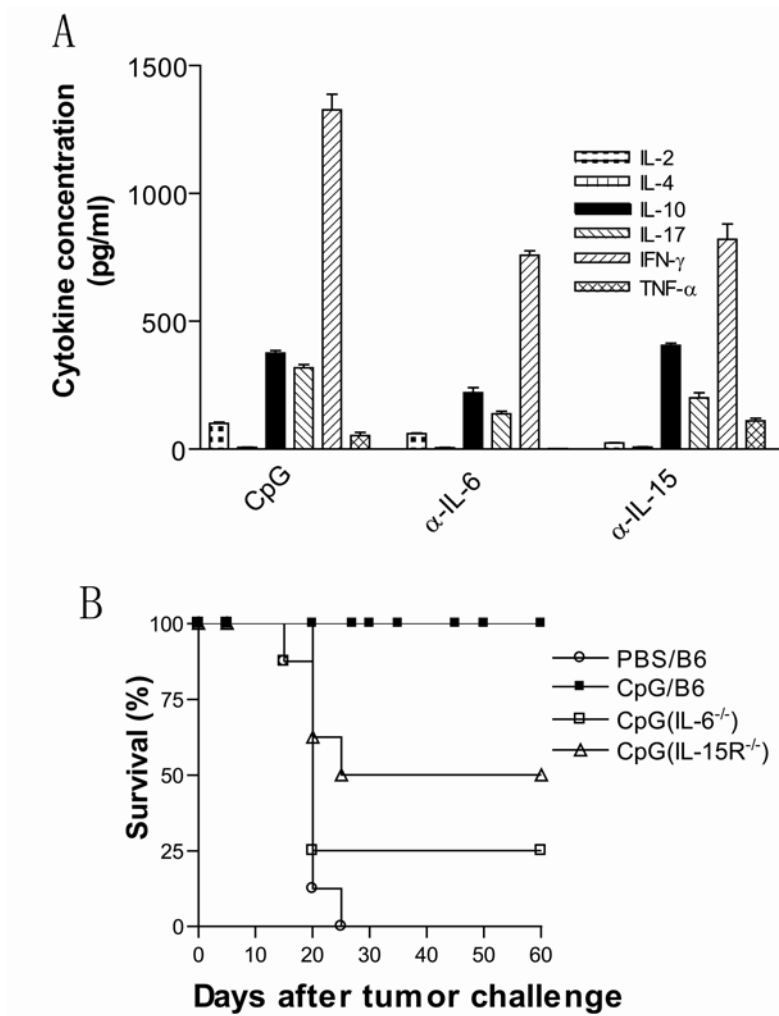 A
Cytokine concentration
(pg/ml)
1500
1000
500
0
IL-2
IL-4
IL-10
IL-17
IFN-γ
TNF-α
CpG
α-IL-6
α-IL-15
B
Survival (%)
100
75
50
25
0
0 10 20 30 40 50 60
Days after tumor challenge
PBS/B6
CpG/B6
CpG(IL-6-/-)
CpG(IL-15R-/-)